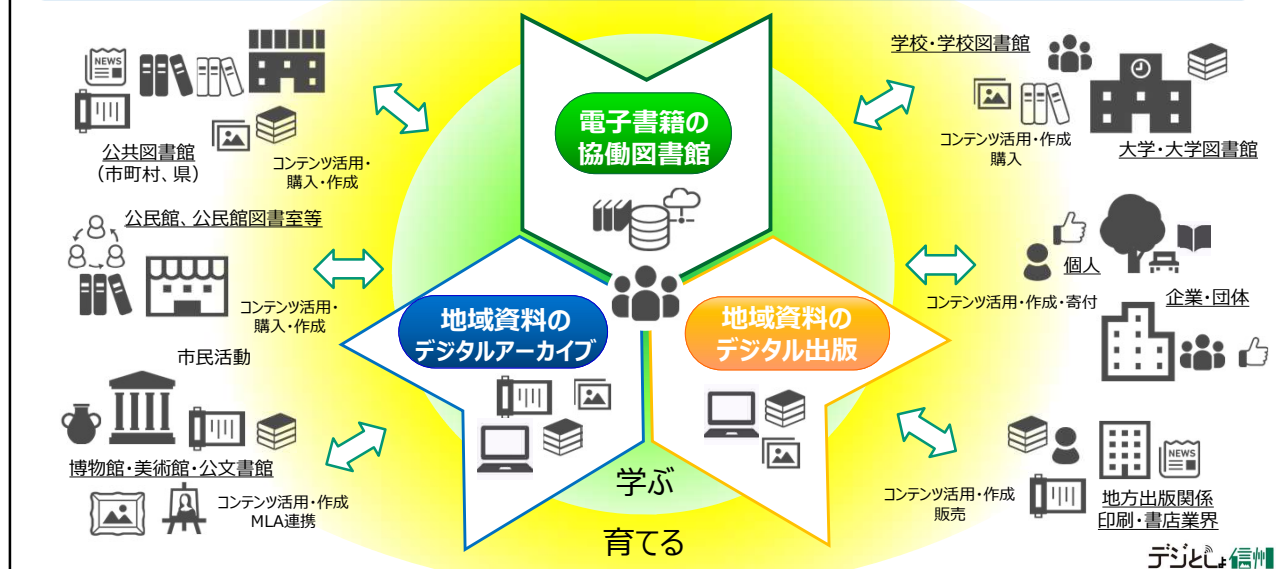 NEWS
公共図書館
(市町村、県)
コンテンツ活用・
購入・作成
公民館、公民館図書室等
コンテンツ活用・
購入・作成
市民活動
博物館・美術館・公文書館
コンテンツ活用・作成
MLA連携
電子書籍の
協働図書館
地域資料の
デジタルアーカイブ
地域資料の
デジタル出版
学ぶ
育てる
学校・学校図書館
コンテンツ活用・作成
購入
大学・大学図書館
個人
コンテンツ活用・作成・寄付
企業・団体
NEWS
コンテンツ活用・作成
販売
地方出版関係
印刷・書店業界
デジとしょ信州